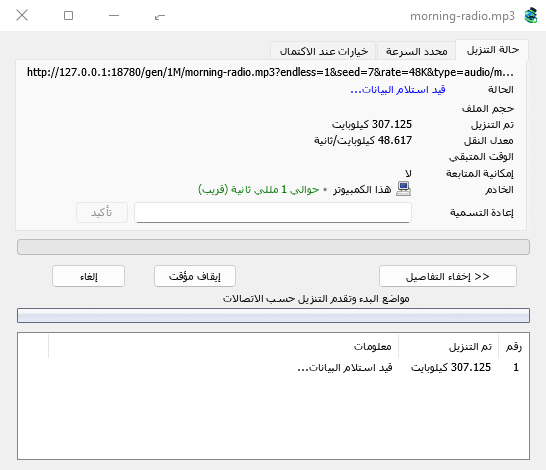 morning-radio.mp3
حالة التنزيل
محدد السرعة
خيارات عند الاكتمال
http://127.0.0.1:18780/gen/1M/morning-radio.mp3?endless=1&seed=7&rate=48K&type=audio/m...
الحالة قيد استلام البيانات...
حجم الملف
تم التنزيل 307.125 كيلوبايت
معدل النقل 48.617 كيلوبايت/ثانية
الوقت المتبقي
إمكانية المتابعة لا
الخادم هذا الكمبيوتر • حوالي 1 مللي ثانية (قريب)
إعادة التسمية تأكيد
<< إخفاء التفاصيل إيقاف مؤقت إلغاء
مواضع البدء وتقدم التنزيل حسب الاتصالات
رقم تم التنزيل معلومات
1 307.125 كيلوبايت قيد استلام البيانات...